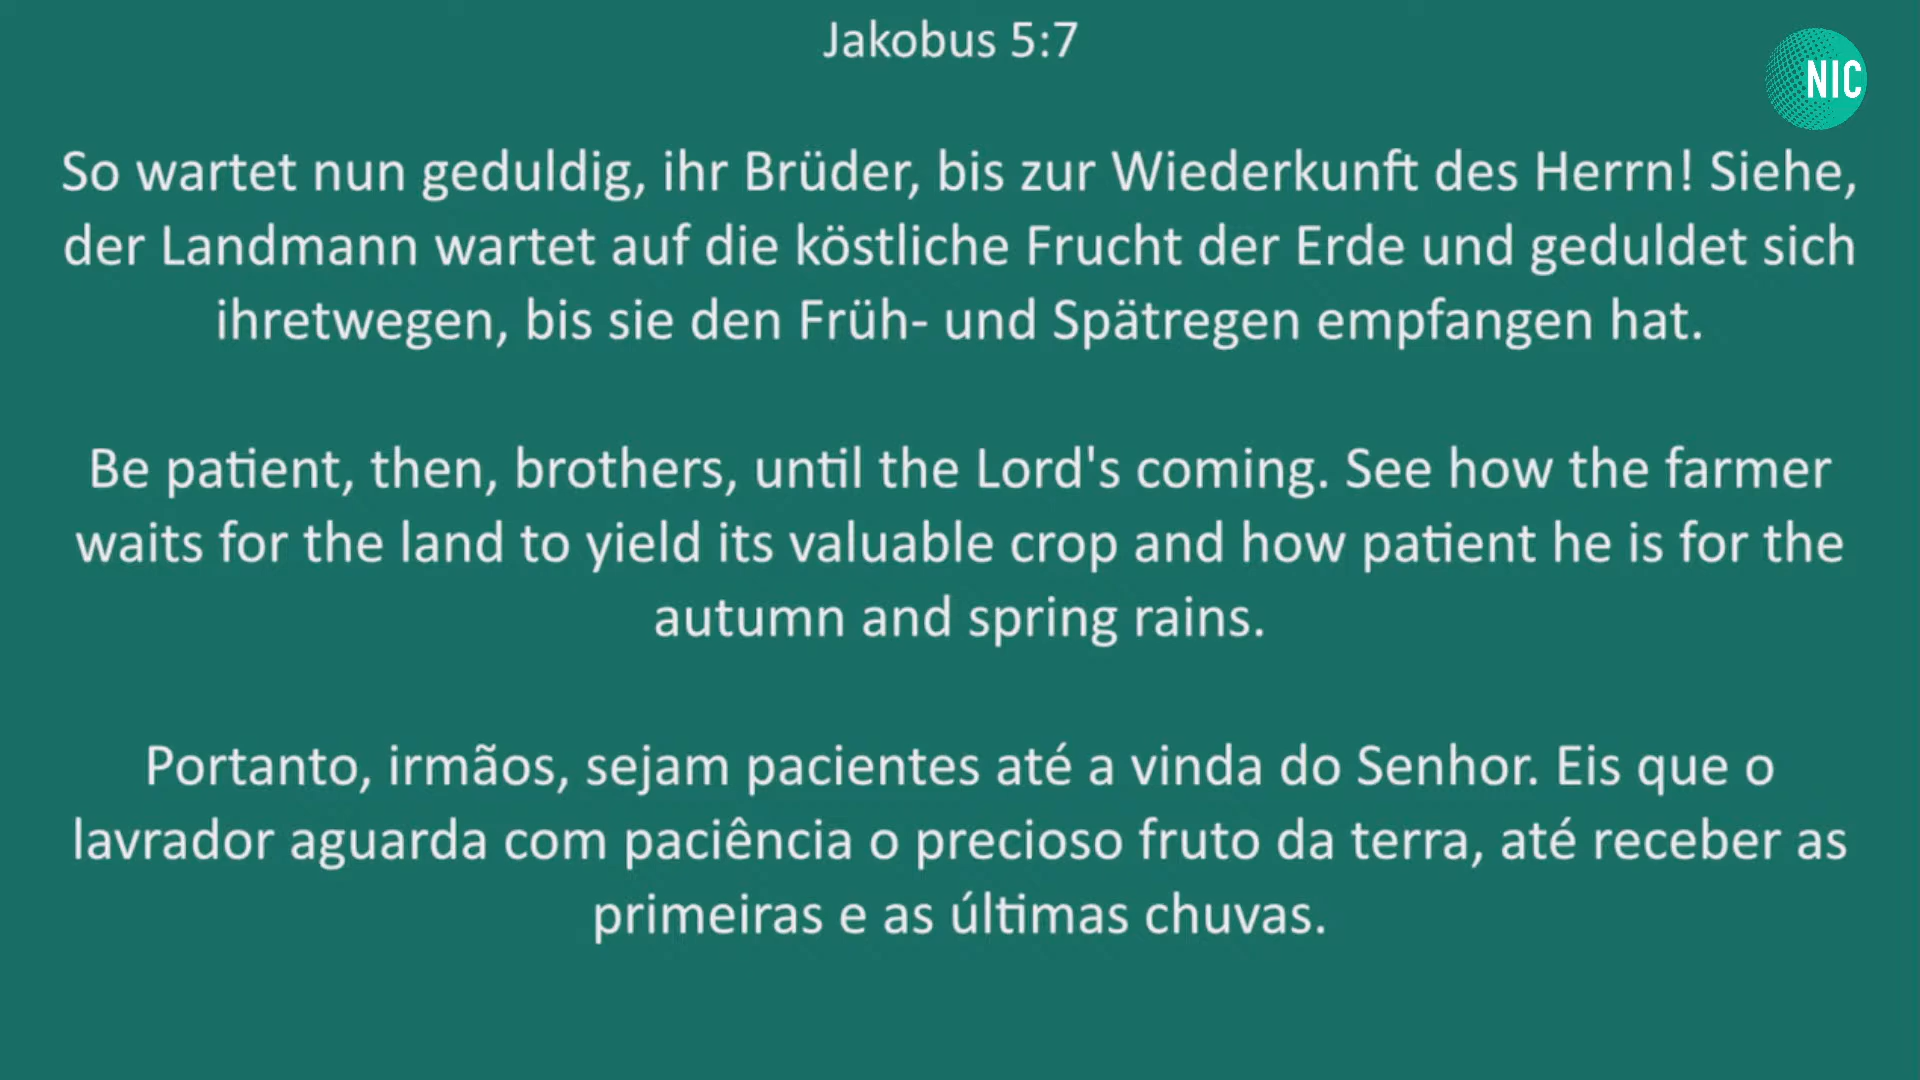 Jakobus 5:7
NIC
So wartet nun geduldig, ihr Brüder, bis zur Wiederkunft des Herrn! Siehe,
der Landmann wartet auf die köstliche Frucht der Erde und geduldet sich
ihretwegen, bis sie den Früh- und Spätregen empfangen hat.
Be patient, then, brothers, until the Lord's coming. See how the farmer
waits for the land to yield its valuable crop and how patient he is for the
autumn and spring rains.
Portanto, irmãos, sejam pacientes até a vinda do Senhor. Eis que o
lavrador aguarda com paciência o precioso fruto da terra, até receber as
primeiras e as últimas chuvas.